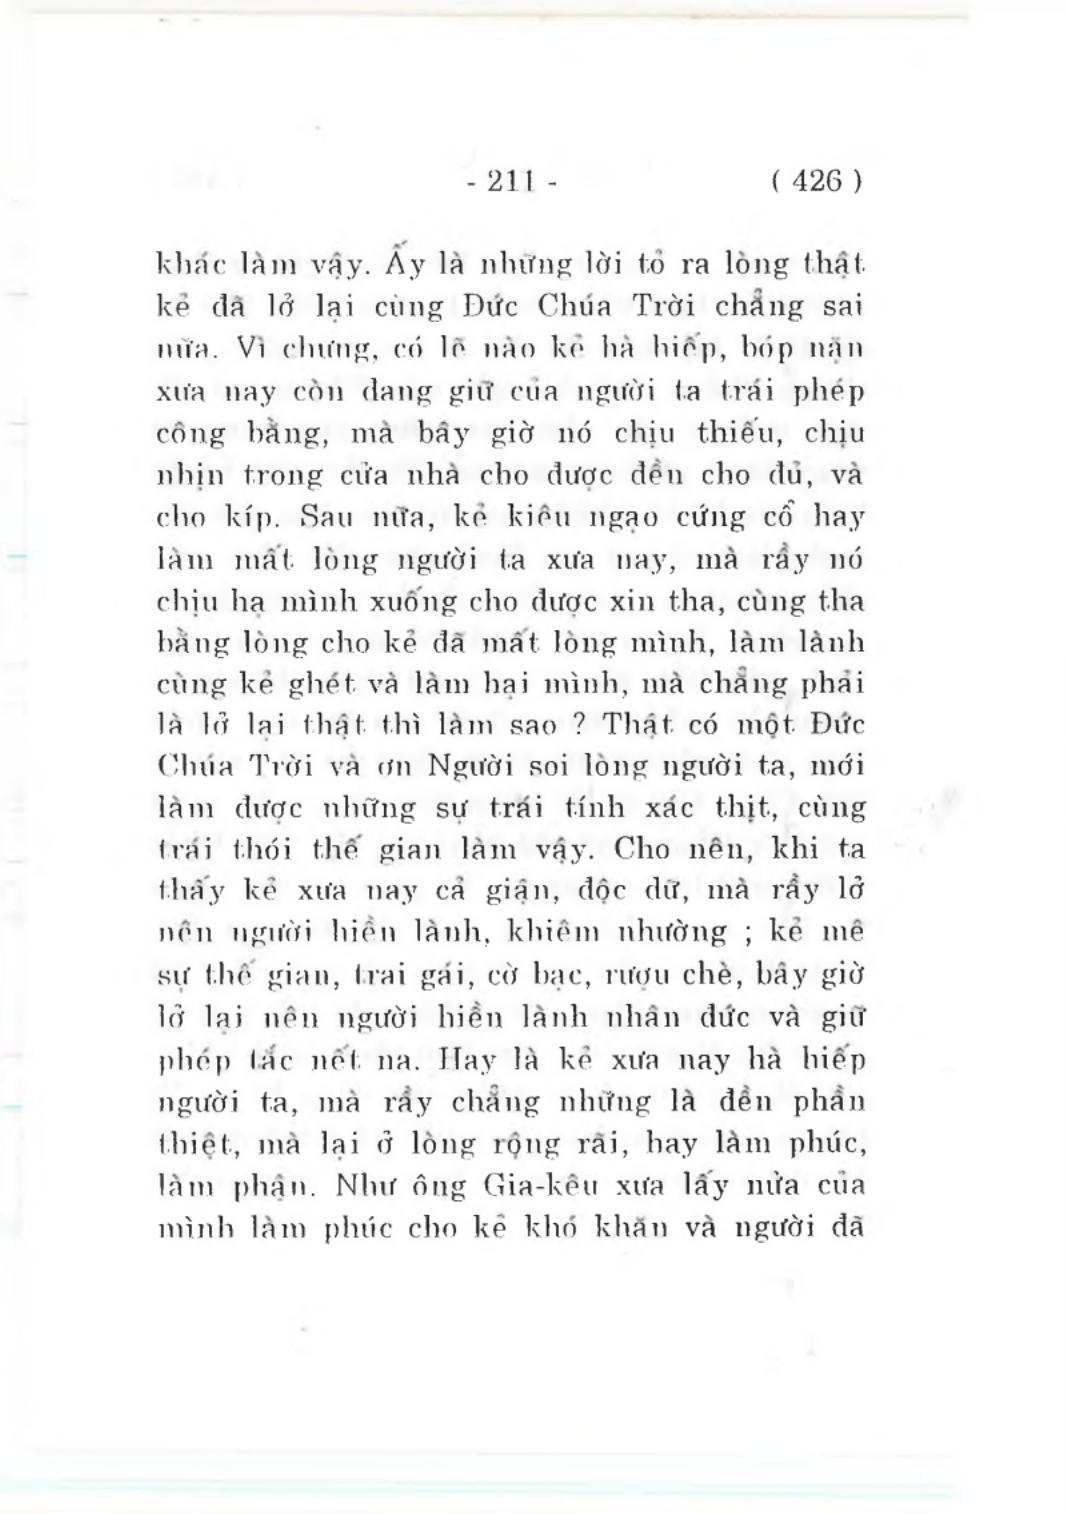 - 211 - ( 426 )
khác làm vậy. Ấy là những lời tỏ ra lòng thật
kẻ đã lở lại cùng Đức Chúa Trời chẳng sai
nữa. Vì chưng, có lẽ nào kẻ hà hiếp, bóp nặn
xưa nay còn dang giữ của người ta trái phép
công bằng, mà bây giờ nó chịu thiếu, chịu
nhịn trong cửa nhà cho được đền cho đủ, và
cho kíp. Sau nữa, kẻ kiêu ngạo cứng cổ hay
làm mất lòng người ta xưa nay, mà rầy nó
chịu hạ mình xuống cho được xin tha, cùng tha
bằng lòng cho kẻ đã mất lòng mình, làm lành
cùng kẻ ghét và làm hại mình, mà chẳng phải
là lở lại thật thì làm sao ? Thật có một Đức
Chúa Trời và ơn Người soi lòng người ta, mới
làm được những sự trái tính xác thịt, cùng
trái thói thế gian làm vậy. Cho nên, khi ta
thấy kẻ xưa nay cả giận, độc dữ, mà rầy lở
nên người hiền lành, khiêm nhường ; kẻ mê
sự thế gian, trai gái, cờ bạc, rượu chè, bây giờ
lở lại nên người hiền lành nhân đức và giữ
phép tắc nết na. Hay là kẻ xưa nay hà hiếp
người ta, mà rầy chẳng những là đền phần
thiệt, mà lại ở lòng rộng rãi, hay làm phúc,
làm phận. Như ông Gia-kêu xưa lấy nửa của
mình làm phúc cho kẻ khó khăn và người đã